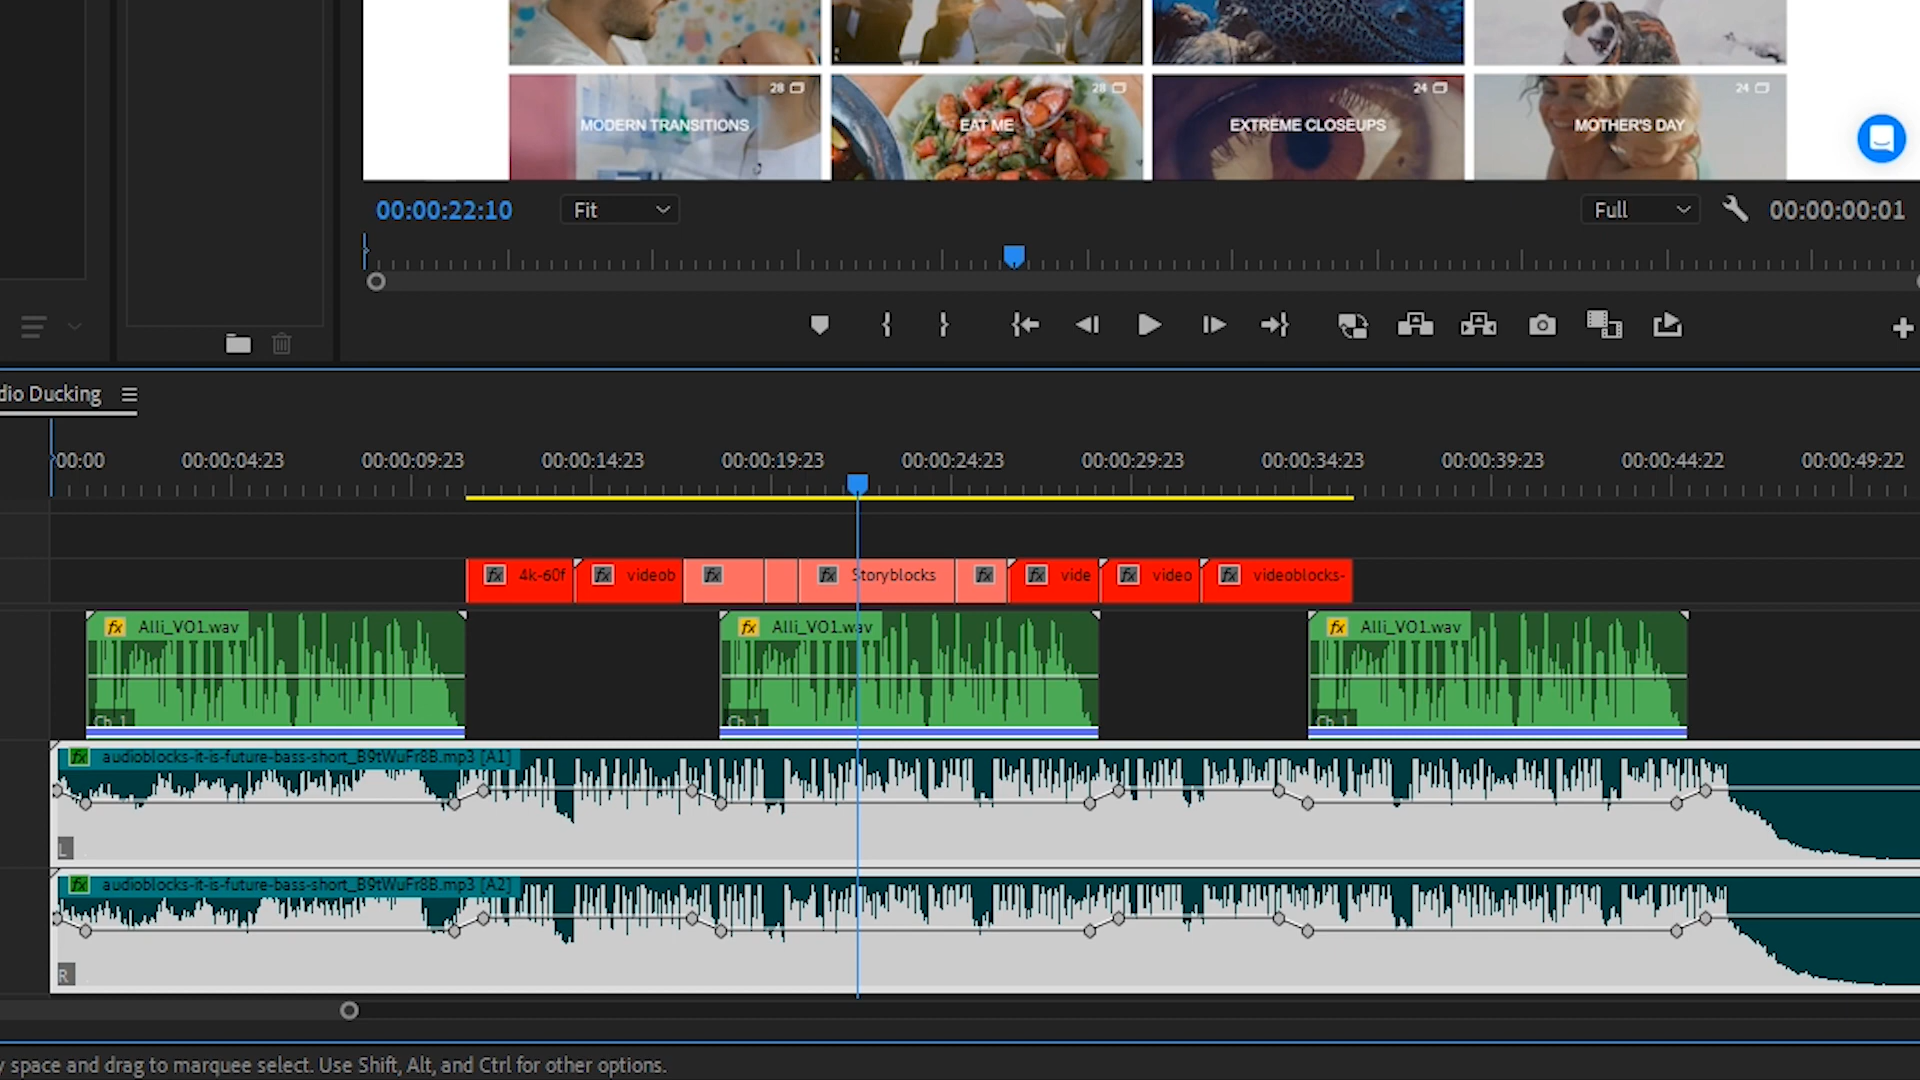 28
28
24
24
MODERN TRANSITIONS
EAT ME
EXTREME CLOSEUPS
MOTHER'S DAY
00:00:22:10
Fit
Full
00:00:00:01
dio Ducking
:00:00
00:00:04:23
00:00:09:23
00:00:14:23
00:00:19:23
00:00:24:23
00:00:29:23
00:00:34:23
00:00:39:23
00:00:44:22
00:00:49:22
fx 4k-60f
fx videob
fx
fx Storyblocks
fx
fx vide
fx video
fx videoblocks-
fx Alli_VO1.wav
fx Alli_VO1.wav
fx Alli_VO1.wav
Ch. 1
Ch. 1
Ch. 1
fx audioblocks-it-is-future-bass-short_B9tWuFr8B.mp3 [A1]
L
fx audioblocks-it-is-future-bass-short_B9tWuFr8B.mp3 [A2]
R
y space and drag to marquee select. Use Shift, Alt, and Ctrl for other options.